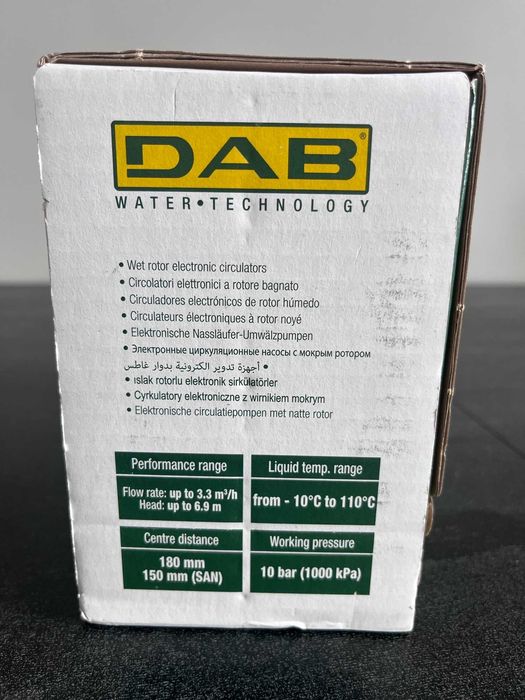 DAB®
WATER•TECHNOLOGY
• Wet rotor electronic circulators
• Circolatori elettronici a rotore bagnato
• Circuladores electrónicos de rotor húmedo
• Circulateurs électroniques à rotor noyé
• Elektronische Nassläufer-Umwälzpumpen
• Электронные циркуляционные насосы с мокрым ротором
• أجهزة تدوير الكترونية بدوار غاطس
• ıslak rotorlu elektronik sirkülatörler
• Cyrkulatory elektroniczne z wirnikiem mokrym
• Elektronische circulatiepompen met natte rotor
Performance range
Flow rate: up to 3.3 m³/h
Head: up to 6.9 m
Liquid temp. range
from - 10°C to 110°C
Centre distance
180 mm
150 mm (SAN)
Working pressure
10 bar (1000 kPa)